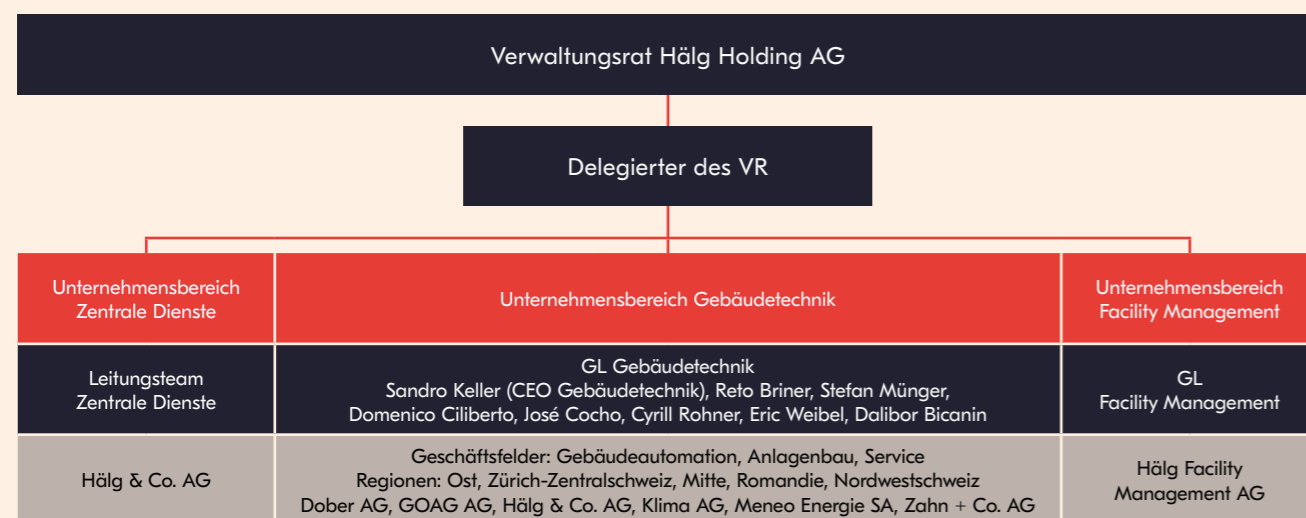 Verwaltungsrat Hälg Holding AG
Delegierter des VR
Unternehmensbereich
Zentrale Dienste
Unternehmensbereich Gebäudetechnik
Unternehmensbereich
Facility Management
Leitungsteam
Zentrale Dienste
GL Gebäudetechnik
Sandro Keller (CEO Gebäudetechnik), Reto Briner, Stefan Münger,
Domenico Ciliberto, José Cocho, Cyrill Rohner, Eric Weibel, Dalibor Bicanin
GL
Facility Management
Hälg & Co. AG
Geschäftsfelder: Gebäudeautomation, Anlagenbau, Service
Regionen: Ost, Zürich-Zentralschweiz, Mitte, Romandie, Nordwestschweiz
Dober AG, GOAG AG, Hälg & Co. AG, Klima AG, Meneo Energie SA, Zahn + Co. AG
Hälg Facility
Management AG